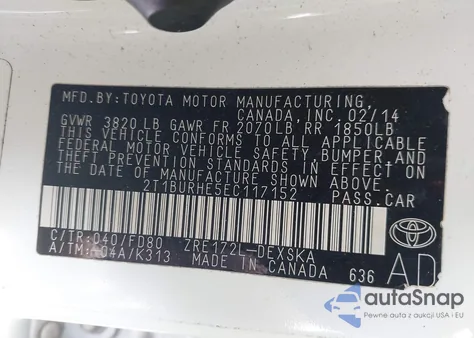 MFD.BY: TOYOTA MOTOR MANUFACTURING,
CANADA, INC. 02/14
GVWR 3820 LB GAWR FR 2070LB RR 1850LB
THIS VEHICLE CONFORMS TO ALL APPLICABLE
FEDERAL MOTOR VEHICLE SAFETY, BUMPER, AND
THEFT PREVENTION STANDARDS IN EFFECT ON
THE DATE OF MANUFACTURE SHOWN ABOVE.
2T1BURHE5EC117152 PASS.CAR
C/TR: 040/FD80 ZRE172L-DEXSKA
A/TM: -04A/K313 MADE IN CANADA 636
TOYOTA
AD
autaSnap
Pewne auta z aukcji USA i EU